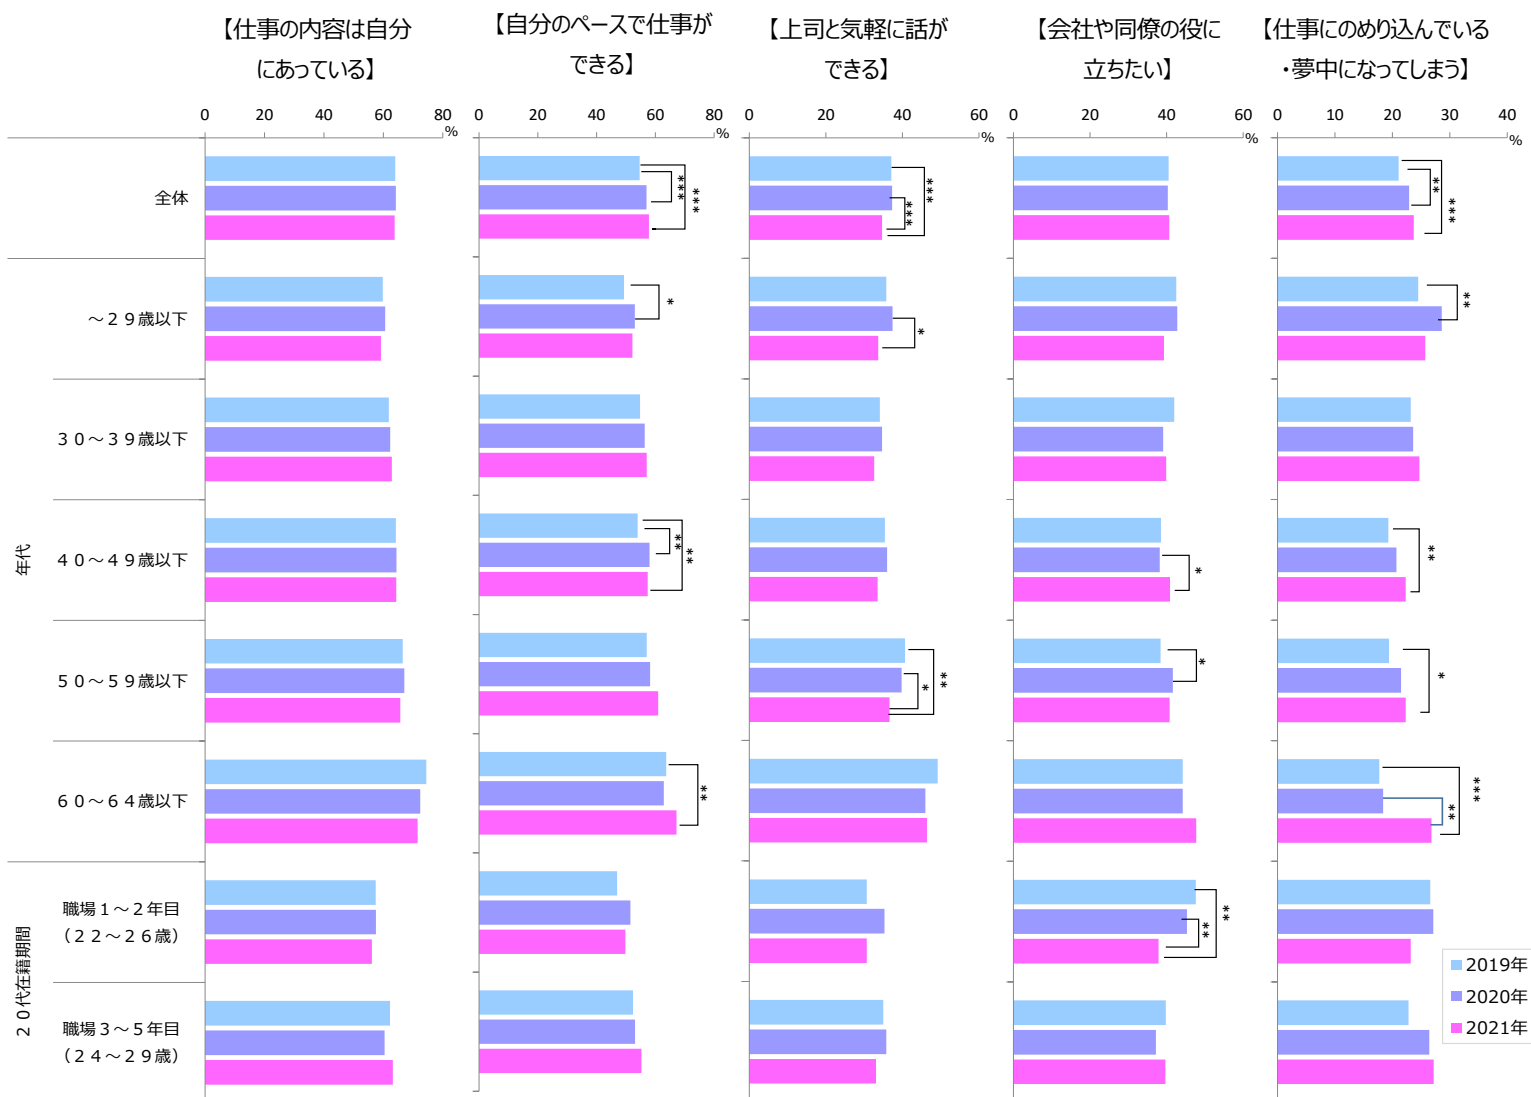 【仕事の内容は自分
にあっている】
【自分のペースで仕事が
できる】
【上司と気軽に話が
できる】
【会社や同僚の役に
立ちたい】
【仕事にのめり込んでいる
・夢中になってしまう】
0 20 40 60 80 %
0 20 40 60 80 %
0 20 40 60 %
0 20 40 60 %
0 10 20 30 40 %
全体
*** *** *** *** ** ***
～２９歳以下
* * **
３０～３９歳以下
年代
４０～４９歳以下
** ** * **
５０～５９歳以下
* ** * *
６０～６４歳以下
** ** ***
２０代在籍期間
職場１～２年目
（２２～２６歳）
** **
職場３～５年目
（２４～２９歳）
2019年
2020年
2021年